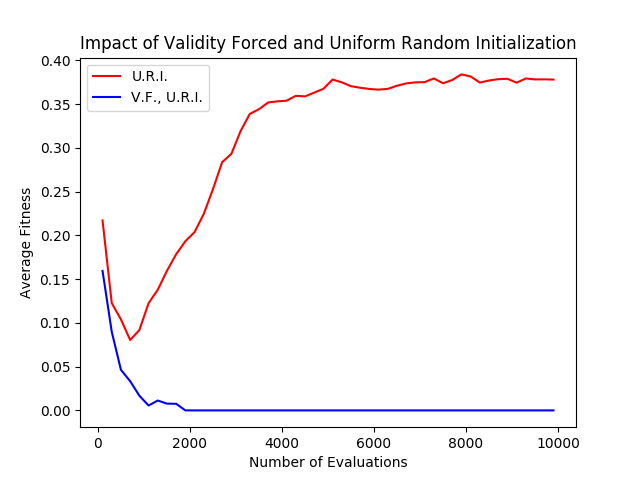 Impact of Validity Forced and Uniform Random Initialization
U.R.I.
V.F., U.R.I.
0.40
0.35
0.30
0.25
0.20
0.15
0.10
0.05
0.00
Average Fitness
0 2000 4000 6000 8000 10000
Number of Evaluations